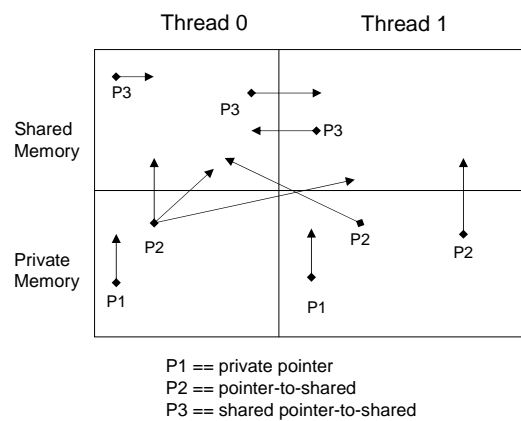 Thread 0 Thread 1
P3
P3
P3
Shared
Memory
P2
P2
P2
Private
Memory
P1
P1
P1 == private pointer
P2 == pointer-to-shared
P3 == shared pointer-to-shared